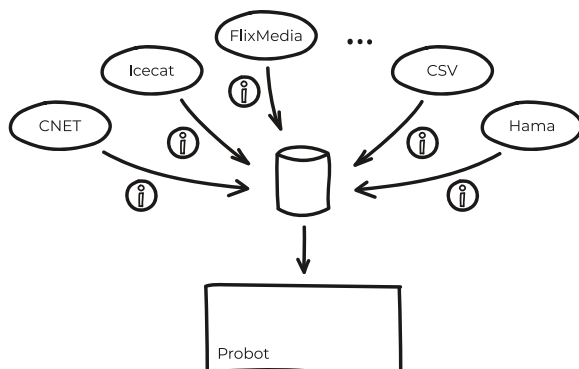 FlixMedia
...
Icecat
CSV
CNET
Hama
i
i
i
i
i
Probot